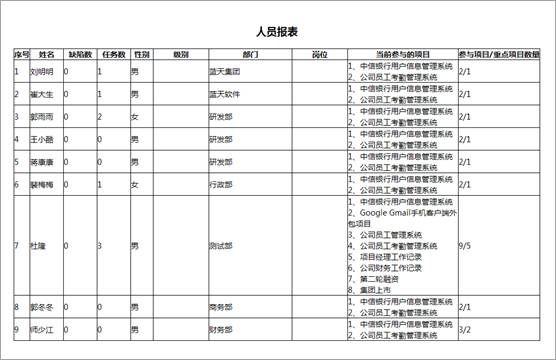 人员报表
序号 姓名 缺陷数 任务数 性别 级别 部门 岗位 当前参与的项目 参与项目/重点项目数量
1 刘明明 0 1 男 蓝天集团 1、中信银行用户信息管理系统 2/1
2、公司员工考勤管理系统
2 崔大生 0 1 男 蓝天软件 1、中信银行用户信息管理系统 2/1
2、公司员工考勤管理系统
3 郭雨雨 0 2 女 研发部 1、中信银行用户信息管理系统 2/1
2、公司员工考勤管理系统
4 王小酷 0 0 男 研发部 1、中信银行用户信息管理系统 2/1
2、公司员工考勤管理系统
5 蒋康康 0 0 男 研发部 1、中信银行用户信息管理系统 2/1
2、公司员工考勤管理系统
6 裴梅梅 0 1 女 行政部 1、中信银行用户信息管理系统 2/1
2、公司员工考勤管理系统
7 杜隆 0 3 男 测试部 1、中信银行用户信息管理系统 9/5
2、Google Gmail手机客户端外
包项目
3、公司员工管理系统
4、公司员工考勤管理系统
5、项目经理工作记录
6、公司财务工作记录
7、第二轮融资
8、集团上市
8 郭冬冬 0 0 男 商务部 1、中信银行用户信息管理系统 2/1
2、公司员工考勤管理系统
9 师少江 0 0 男 财务部 1、中信银行用户信息管理系统 3/2
2、公司员工考勤管理系统